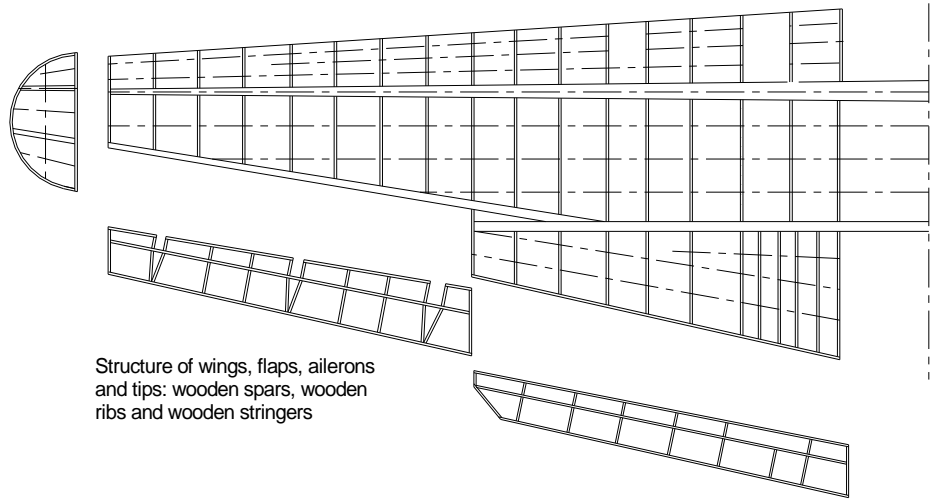 Structure of wings, flaps, ailerons
and tips: wooden spars, wooden
ribs and wooden stringers